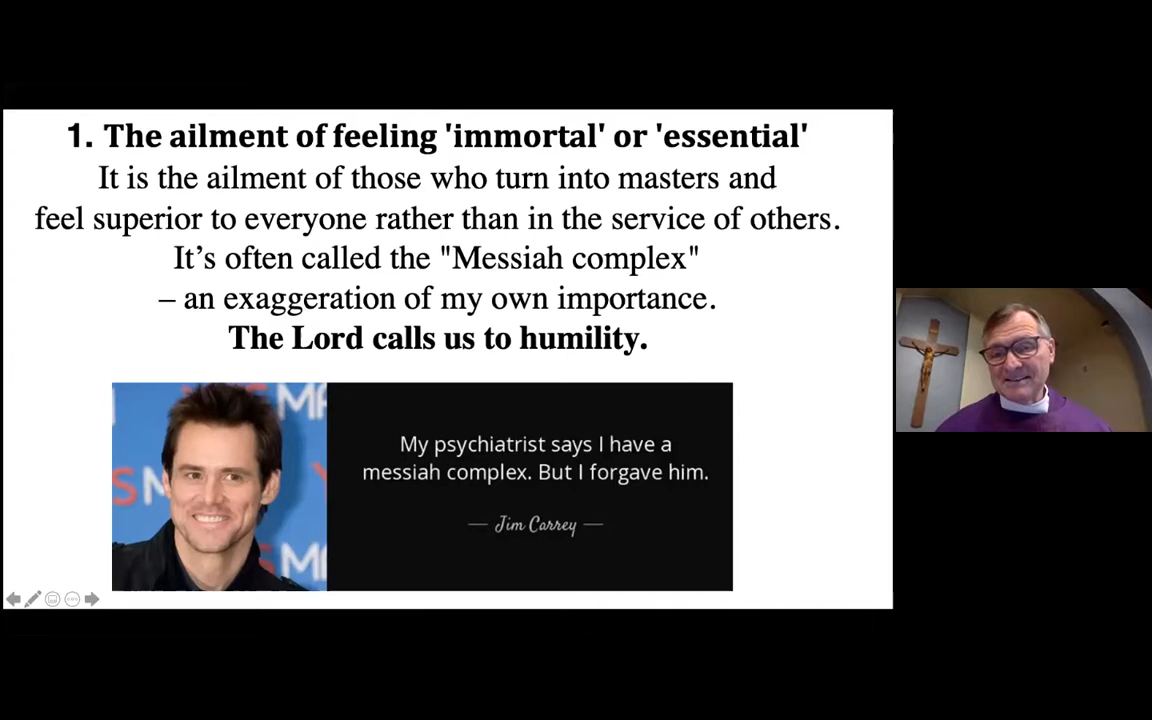 1. The ailment of feeling 'immortal' or 'essential'
It is the ailment of those who turn into masters and
feel superior to everyone rather than in the service of others.
It’s often called the "Messiah complex"
– an exaggeration of my own importance.
The Lord calls us to humility.
My psychiatrist says I have a
messiah complex. But I forgave him.
— Jim Carrey —